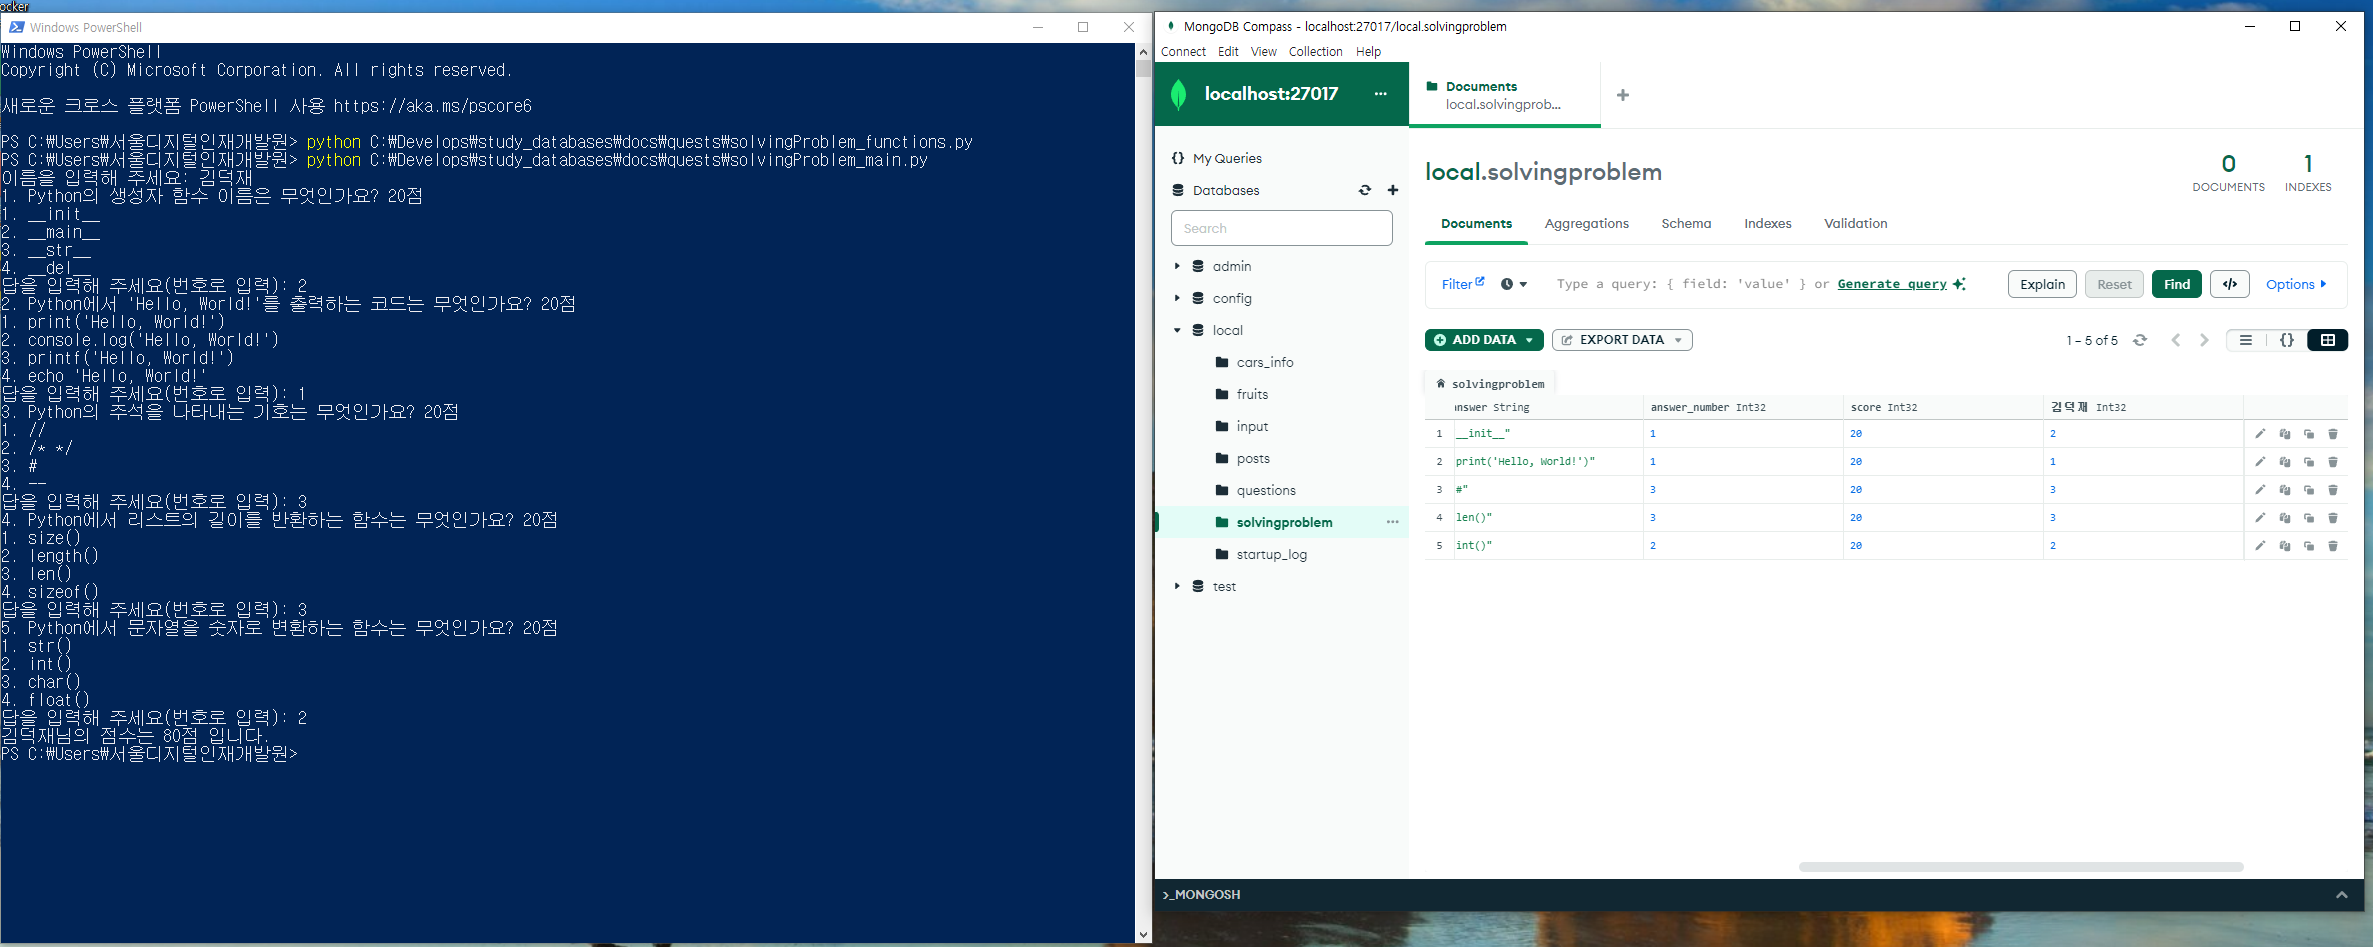 ocker
Windows PowerShell
Windows PowerShell
Copyright (C) Microsoft Corporation. All rights reserved.
새로운 크로스 플랫폼 PowerShell 사용 https://aka.ms/pscore6
PS C:\Users\서울디지털인재개발원> python C:\Develops\study_databases\docs\quests\solvingProblem_functions.py
PS C:\Users\서울디지털인재개발원> python C:\Develops\study_databases\docs\quests\solvingProblem_main.py
이름을 입력해 주세요: 김덕재
1. Python의 생성자 함수 이름은 무엇인가요? 20점
1. __init__
2. __main__
3. __str__
4. __del__
답을 입력해 주세요(번호로 입력): 2
2. Python에서 'Hello, World!'를 출력하는 코드는 무엇인가요? 20점
1. print('Hello, World!')
2. console.log('Hello, World!')
3. printf('Hello, World!')
4. echo 'Hello, World!'
답을 입력해 주세요(번호로 입력): 1
3. Python의 주석을 나타내는 기호는 무엇인가요? 20점
1. //
2. /* */
3. #
4. --
답을 입력해 주세요(번호로 입력): 3
4. Python에서 리스트의 길이를 반환하는 함수는 무엇인가요? 20점
1. size()
2. length()
3. len()
4. sizeof()
답을 입력해 주세요(번호로 입력): 3
5. Python에서 문자열을 숫자로 변환하는 함수는 무엇인가요? 20점
1. str()
2. int()
3. char()
4. float()
답을 입력해 주세요(번호로 입력): 2
김덕재님의 점수는 80점 입니다.
PS C:\Users\서울디지털인재개발원>
MongoDB Compass - localhost:27017/local.solvingproblem
Connect Edit View Collection Help
localhost:27017 ...
{} My Queries
Databases
Search
admin
config
local
cars_info
fruits
input
posts
questions
solvingproblem ...
startup_log
test
Documents
local.solvingprob...
local.solvingproblem
0 DOCUMENTS
1 INDEXES
Documents Aggregations Schema Indexes Validation
Filter Type a query: { field: 'value' } or Generate query Explain Reset Find </> Options
ADD DATA EXPORT DATA 1 – 5 of 5 {}
solvingproblem
nswer String answer_number Int32 score Int32 김덕재 Int32
1 __init__" 1 20 2
2 print('Hello, World!')" 1 20 1
3 #" 3 20 3
4 len()" 3 20 3
5 int()" 2 20 2
>_MONGOSH